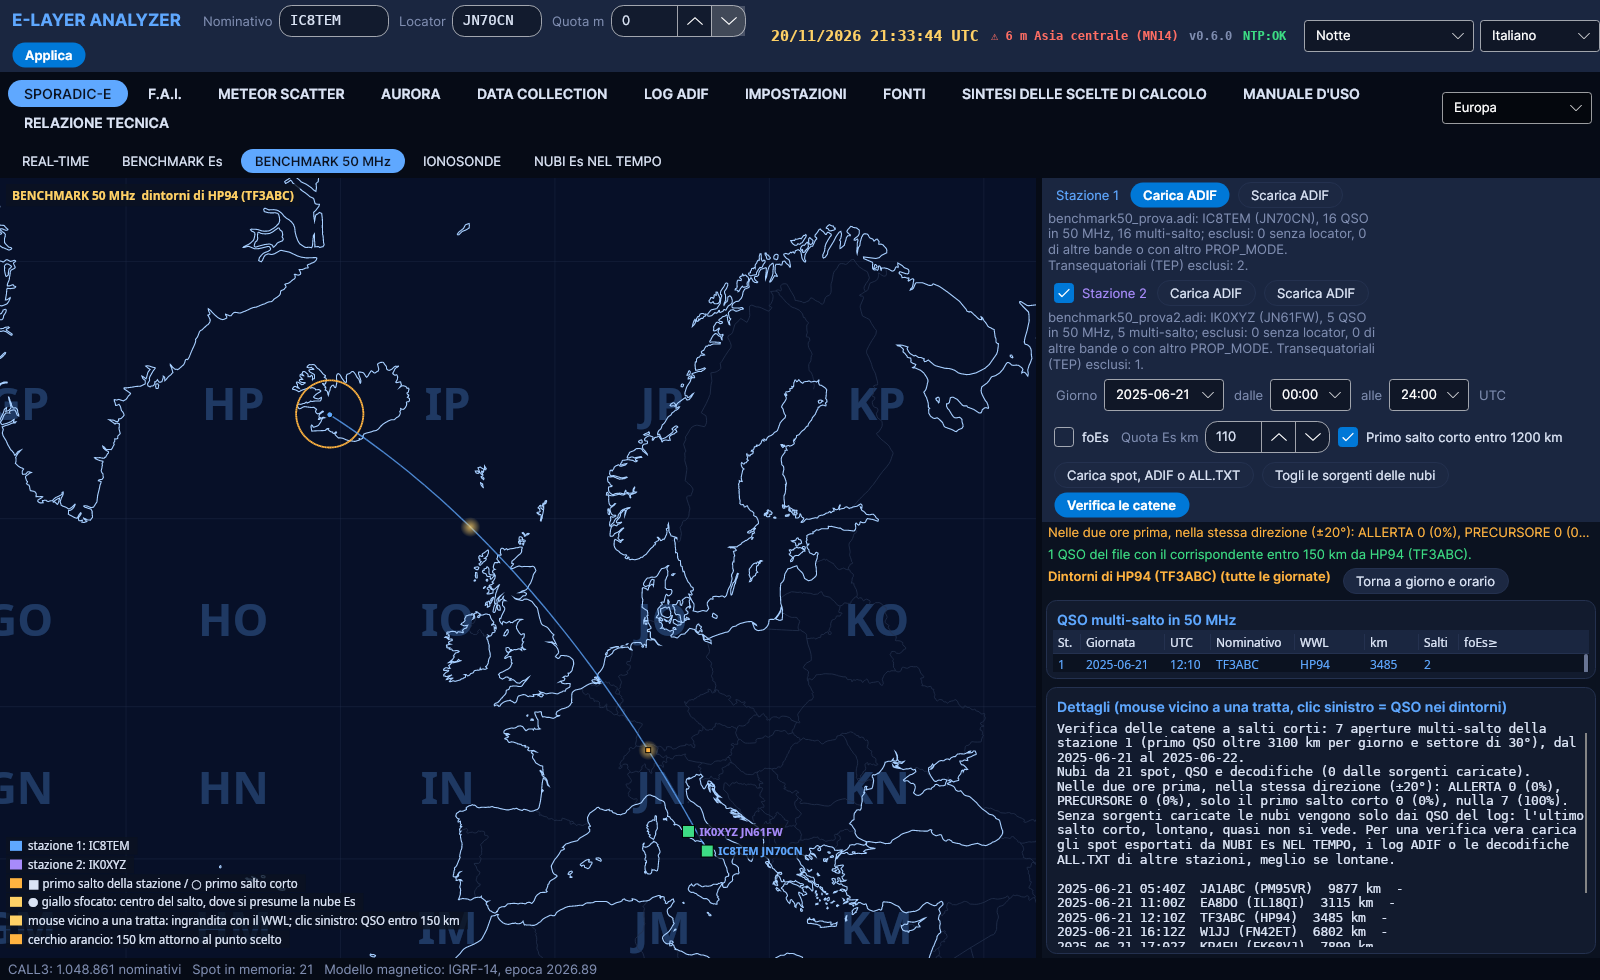 E-LAYER ANALYZER
Nominativo IC8TEM Locator JN70CN Quota m 0
20/11/2026 21:33:44 UTC ⚠ 6 m Asia centrale (MN14) v0.6.0 NTP:OK Notte Italiano
Applica
SPORADIC-E F.A.I. METEOR SCATTER AURORA DATA COLLECTION LOG ADIF IMPOSTAZIONI FONTI SINTESI DELLE SCELTE DI CALCOLO MANUALE D'USO
RELAZIONE TECNICA
Europa
REAL-TIME BENCHMARK Es BENCHMARK 50 MHz IONOSONDE NUBI Es NEL TEMPO
BENCHMARK 50 MHz dintorni di HP94 (TF3ABC)
GP HP IP JP KP
GO HO IO JO KO
GN HN IN JN KN
IM JM KM
IK0XYZ JN61FW
IC8TEM JN70CN
stazione 1: IC8TEM
stazione 2: IK0XYZ
■ primo salto della stazione / ○ primo salto corto
● giallo sfocato: centro del salto, dove si presume la nube Es
mouse vicino a una tratta: ingrandita con il WWL; clic sinistro: QSO entro 150 km
cerchio arancio: 150 km attorno al punto scelto
Stazione 1 Carica ADIF Scarica ADIF
benchmark50_prova.adi: IC8TEM (JN70CN), 16 QSO
in 50 MHz, 16 multi-salto; esclusi: 0 senza locator, 0
di altre bande o con altro PROP_MODE.
Transequatoriali (TEP) esclusi: 2.
Stazione 2 Carica ADIF Scarica ADIF
benchmark50_prova2.adi: IK0XYZ (JN61FW), 5 QSO
in 50 MHz, 5 multi-salto; esclusi: 0 senza locator, 0 di
altre bande o con altro PROP_MODE. Transequatoriali
(TEP) esclusi: 1.
Giorno 2025-06-21 dalle 00:00 alle 24:00 UTC
foEs Quota Es km 110 Primo salto corto entro 1200 km
Carica spot, ADIF o ALL.TXT Togli le sorgenti delle nubi
Verifica le catene
Nelle due ore prima, nella stessa direzione (±20°): ALLERTA 0 (0%), PRECURSORE 0 (0...
1 QSO del file con il corrispondente entro 150 km da HP94 (TF3ABC).
Dintorni di HP94 (TF3ABC) (tutte le giornate) Torna a giorno e orario
QSO multi-salto in 50 MHz
St. Giornata UTC Nominativo WWL km Salti foEs≥
1 2025-06-21 12:10 TF3ABC HP94 3485 2
Dettagli (mouse vicino a una tratta, clic sinistro = QSO nei dintorni)
Verifica delle catene a salti corti: 7 aperture multi-salto della
stazione 1 (primo QSO oltre 3100 km per giorno e settore di 30°), dal
2025-06-21 al 2025-06-22.
Nubi da 21 spot, QSO e decodifiche (0 dalle sorgenti caricate).
Nelle due ore prima, nella stessa direzione (±20°): ALLERTA 0 (0%),
PRECURSORE 0 (0%), solo il primo salto corto 0 (0%), nulla 7 (100%).
Senza sorgenti caricate le nubi vengono solo dai QSO del log: l'ultimo
salto corto, lontano, quasi non si vede. Per una verifica vera carica
gli spot esportati da NUBI Es NEL TEMPO, i log ADIF o le decodifiche
ALL.TXT di altre stazioni, meglio se lontane.
2025-06-21 05:40Z JA1ABC (PM95VR) 9877 km -
2025-06-21 11:00Z EA8DO (IL18QI) 3115 km -
2025-06-21 12:10Z TF3ABC (HP94) 3485 km -
2025-06-21 16:12Z W1JJ (FN42ET) 6802 km -
2025-06-21 17:02Z KP4EU (FK68VJ) 7899 km
CALL3: 1.048.861 nominativi Spot in memoria: 21 Modello magnetico: IGRF-14, epoca 2026.89